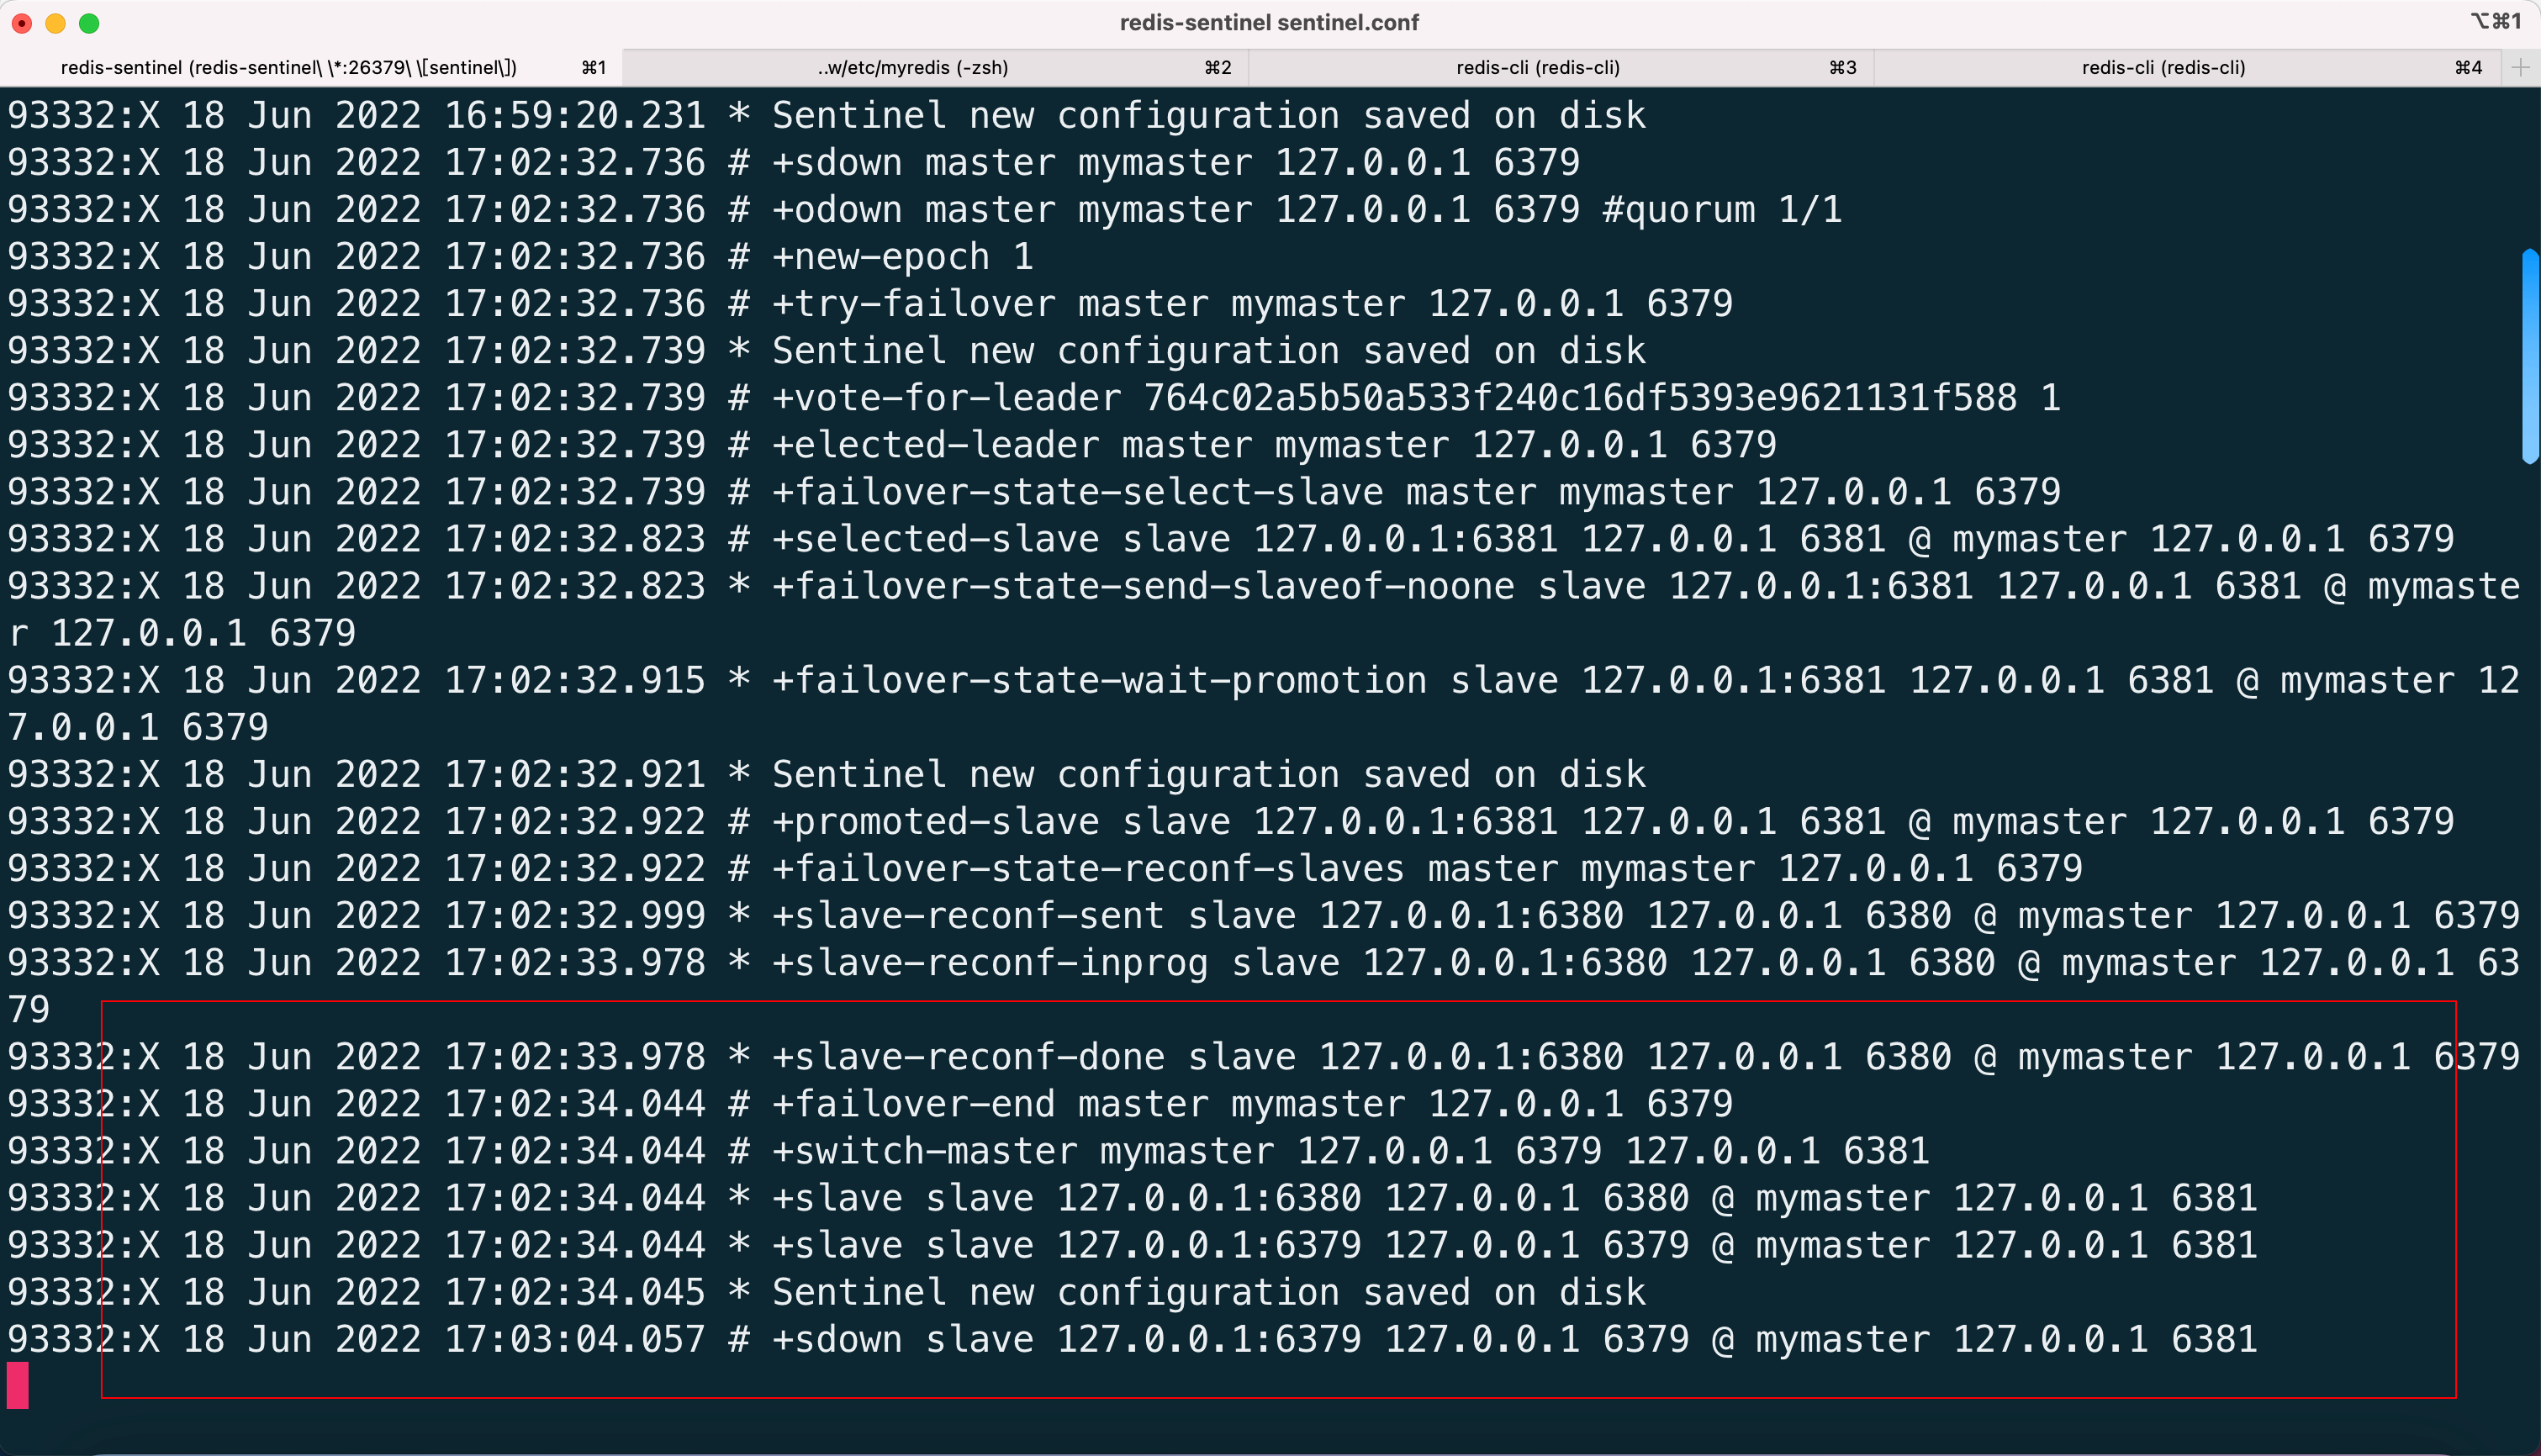 redis-sentinel sentinel.conf
⌥⌘1
redis-sentinel (redis-sentinel\ \*:26379\ \[sentinel\]) ⌘1 ..w/etc/myredis (-zsh) ⌘2 redis-cli (redis-cli) ⌘3 redis-cli (redis-cli) ⌘4
93332:X 18 Jun 2022 16:59:20.231 * Sentinel new configuration saved on disk
93332:X 18 Jun 2022 17:02:32.736 # +sdown master mymaster 127.0.0.1 6379
93332:X 18 Jun 2022 17:02:32.736 # +odown master mymaster 127.0.0.1 6379 #quorum 1/1
93332:X 18 Jun 2022 17:02:32.736 # +new-epoch 1
93332:X 18 Jun 2022 17:02:32.736 # +try-failover master mymaster 127.0.0.1 6379
93332:X 18 Jun 2022 17:02:32.739 * Sentinel new configuration saved on disk
93332:X 18 Jun 2022 17:02:32.739 # +vote-for-leader 764c02a5b50a533f240c16df5393e9621131f588 1
93332:X 18 Jun 2022 17:02:32.739 # +elected-leader master mymaster 127.0.0.1 6379
93332:X 18 Jun 2022 17:02:32.739 # +failover-state-select-slave master mymaster 127.0.0.1 6379
93332:X 18 Jun 2022 17:02:32.823 # +selected-slave slave 127.0.0.1:6381 127.0.0.1 6381 @ mymaster 127.0.0.1 6379
93332:X 18 Jun 2022 17:02:32.823 * +failover-state-send-slaveof-noone slave 127.0.0.1:6381 127.0.0.1 6381 @ mymaste
r 127.0.0.1 6379
93332:X 18 Jun 2022 17:02:32.915 * +failover-state-wait-promotion slave 127.0.0.1:6381 127.0.0.1 6381 @ mymaster 12
7.0.0.1 6379
93332:X 18 Jun 2022 17:02:32.921 * Sentinel new configuration saved on disk
93332:X 18 Jun 2022 17:02:32.922 # +promoted-slave slave 127.0.0.1:6381 127.0.0.1 6381 @ mymaster 127.0.0.1 6379
93332:X 18 Jun 2022 17:02:32.922 # +failover-state-reconf-slaves master mymaster 127.0.0.1 6379
93332:X 18 Jun 2022 17:02:32.999 * +slave-reconf-sent slave 127.0.0.1:6380 127.0.0.1 6380 @ mymaster 127.0.0.1 6379
93332:X 18 Jun 2022 17:02:33.978 * +slave-reconf-inprog slave 127.0.0.1:6380 127.0.0.1 6380 @ mymaster 127.0.0.1 63
79
93332:X 18 Jun 2022 17:02:33.978 * +slave-reconf-done slave 127.0.0.1:6380 127.0.0.1 6380 @ mymaster 127.0.0.1 6379
93332:X 18 Jun 2022 17:02:34.044 # +failover-end master mymaster 127.0.0.1 6379
93332:X 18 Jun 2022 17:02:34.044 # +switch-master mymaster 127.0.0.1 6379 127.0.0.1 6381
93332:X 18 Jun 2022 17:02:34.044 * +slave slave 127.0.0.1:6380 127.0.0.1 6380 @ mymaster 127.0.0.1 6381
93332:X 18 Jun 2022 17:02:34.044 * +slave slave 127.0.0.1:6379 127.0.0.1 6379 @ mymaster 127.0.0.1 6381
93332:X 18 Jun 2022 17:02:34.045 * Sentinel new configuration saved on disk
93332:X 18 Jun 2022 17:03:04.057 # +sdown slave 127.0.0.1:6379 127.0.0.1 6379 @ mymaster 127.0.0.1 6381